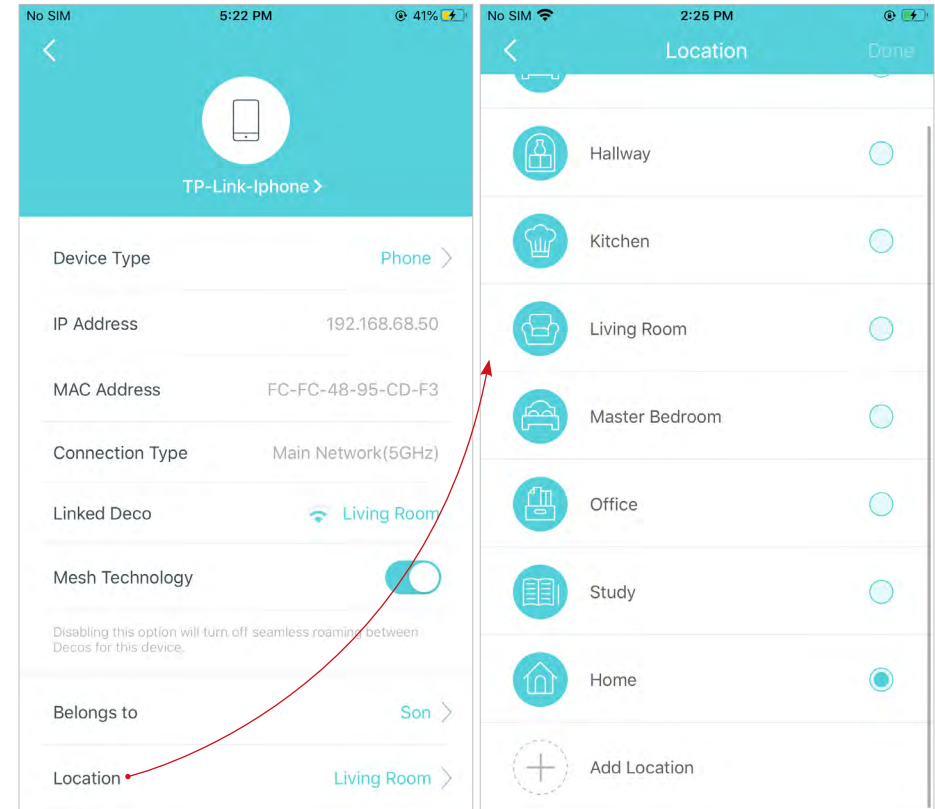 No SIM 5:22 PM 41%
TP-Link-Iphone >
Device Type Phone >
IP Address 192.168.68.50
MAC Address FC-FC-48-95-CD-F3
Connection Type Main Network(5GHz)
Linked Deco Living Room
Mesh Technology
Disabling this option will turn off seamless roaming between
Decos for this device.
Belongs to Son >
Location Living Room >
No SIM 2:25 PM
Location Done
Hallway
Kitchen
Living Room
Master Bedroom
Office
Study
Home
Add Location